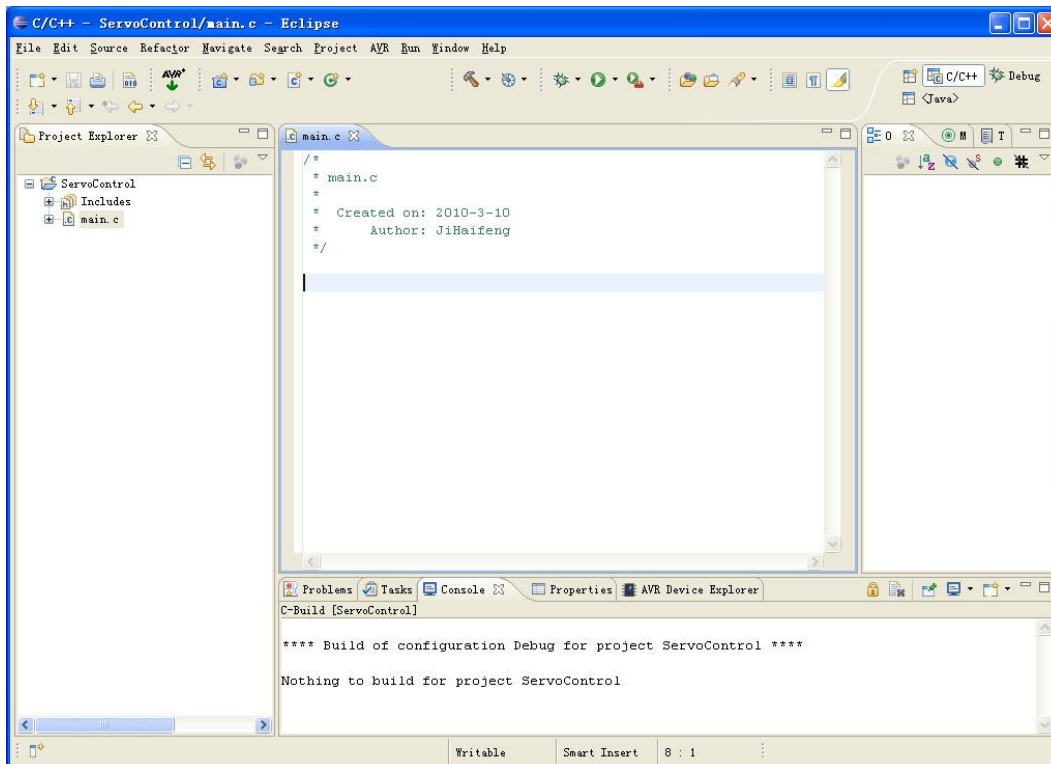 C/C++ - ServoControl/main.c - Eclipse
File Edit Source Refactor Navigate Search Project AVR Run Window Help
AVR
C/C++ Debug
<Java>
Project Explorer
main.c
O M T
ServoControl
Includes
main.c
/*
* main.c
*
* Created on: 2010-3-10
* Author: JiHaifeng
*/
Problems Tasks Console Properties AVR Device Explorer
C-Build [ServoControl]
**** Build of configuration Debug for project ServoControl ****
Nothing to build for project ServoControl
Writable Smart Insert 8 : 1